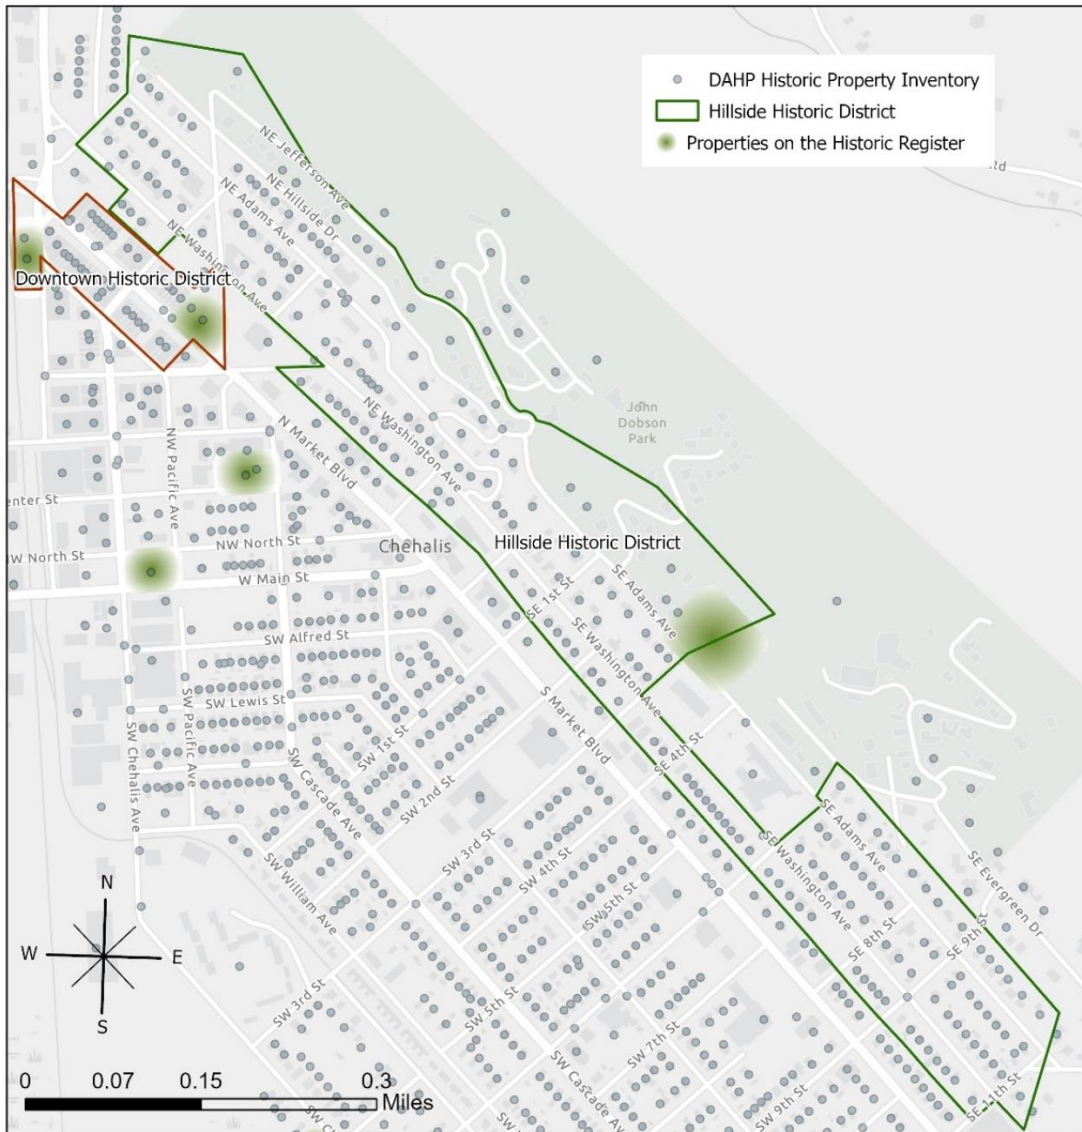 DAHP Historic Property Inventory
Hillside Historic District
Properties on the Historic Register
Rd
NE Jefferson Ave
NE Hillside Dr
NE Adams Ave
NE Washington Ave
Downtown Historic District
John
Dobson
Park
NE Washington Ave
N Market Blvd
NW Pacific Ave
enter St
NW North St
NW North St
Chehalis
Hillside Historic District
W Main St
SE 1st St
SE Adams Ave
SW Alfred St
SE Washington Ave
SW Lewis St
SW Pacific Ave
SW Chehalis Ave
SW 1st St
S Market Blvd
SE 4th St
SW Cascade Ave
SW 2nd St
SW 3rd St
SW 4th St
SE Adams Ave
SE Washington Ave
SW William Ave
SW 5th St
SE Evergreen Dr
SE 8th St
SE 9th St
N
W
E
S
SW 3rd St
SW 5th St
SW 7th St
SW Cascade Ave
SW 9th St
SE 11th St
0 0.07 0.15 0.3
Miles